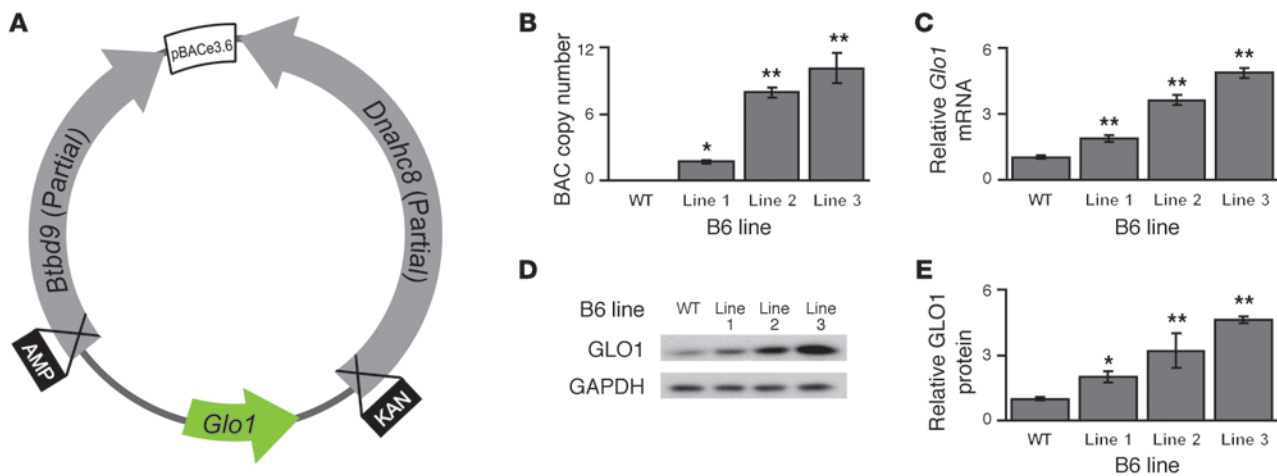 A
pBACe3.6
Btbd9 (Partial)
Dnahc8 (Partial)
AMP
KAN
Glo1
B
BAC copy number
12
6
0
*
**
**
WT
Line 1
Line 2
Line 3
B6 line
C
Relative Glo1
mRNA
6
3
0
**
**
**
WT
Line 1
Line 2
Line 3
B6 line
D
B6 line
WT
Line
1
Line
2
Line
3
GLO1
GAPDH
E
Relative GLO1
protein
6
3
0
*
**
**
WT
Line 1
Line 2
Line 3
B6 line